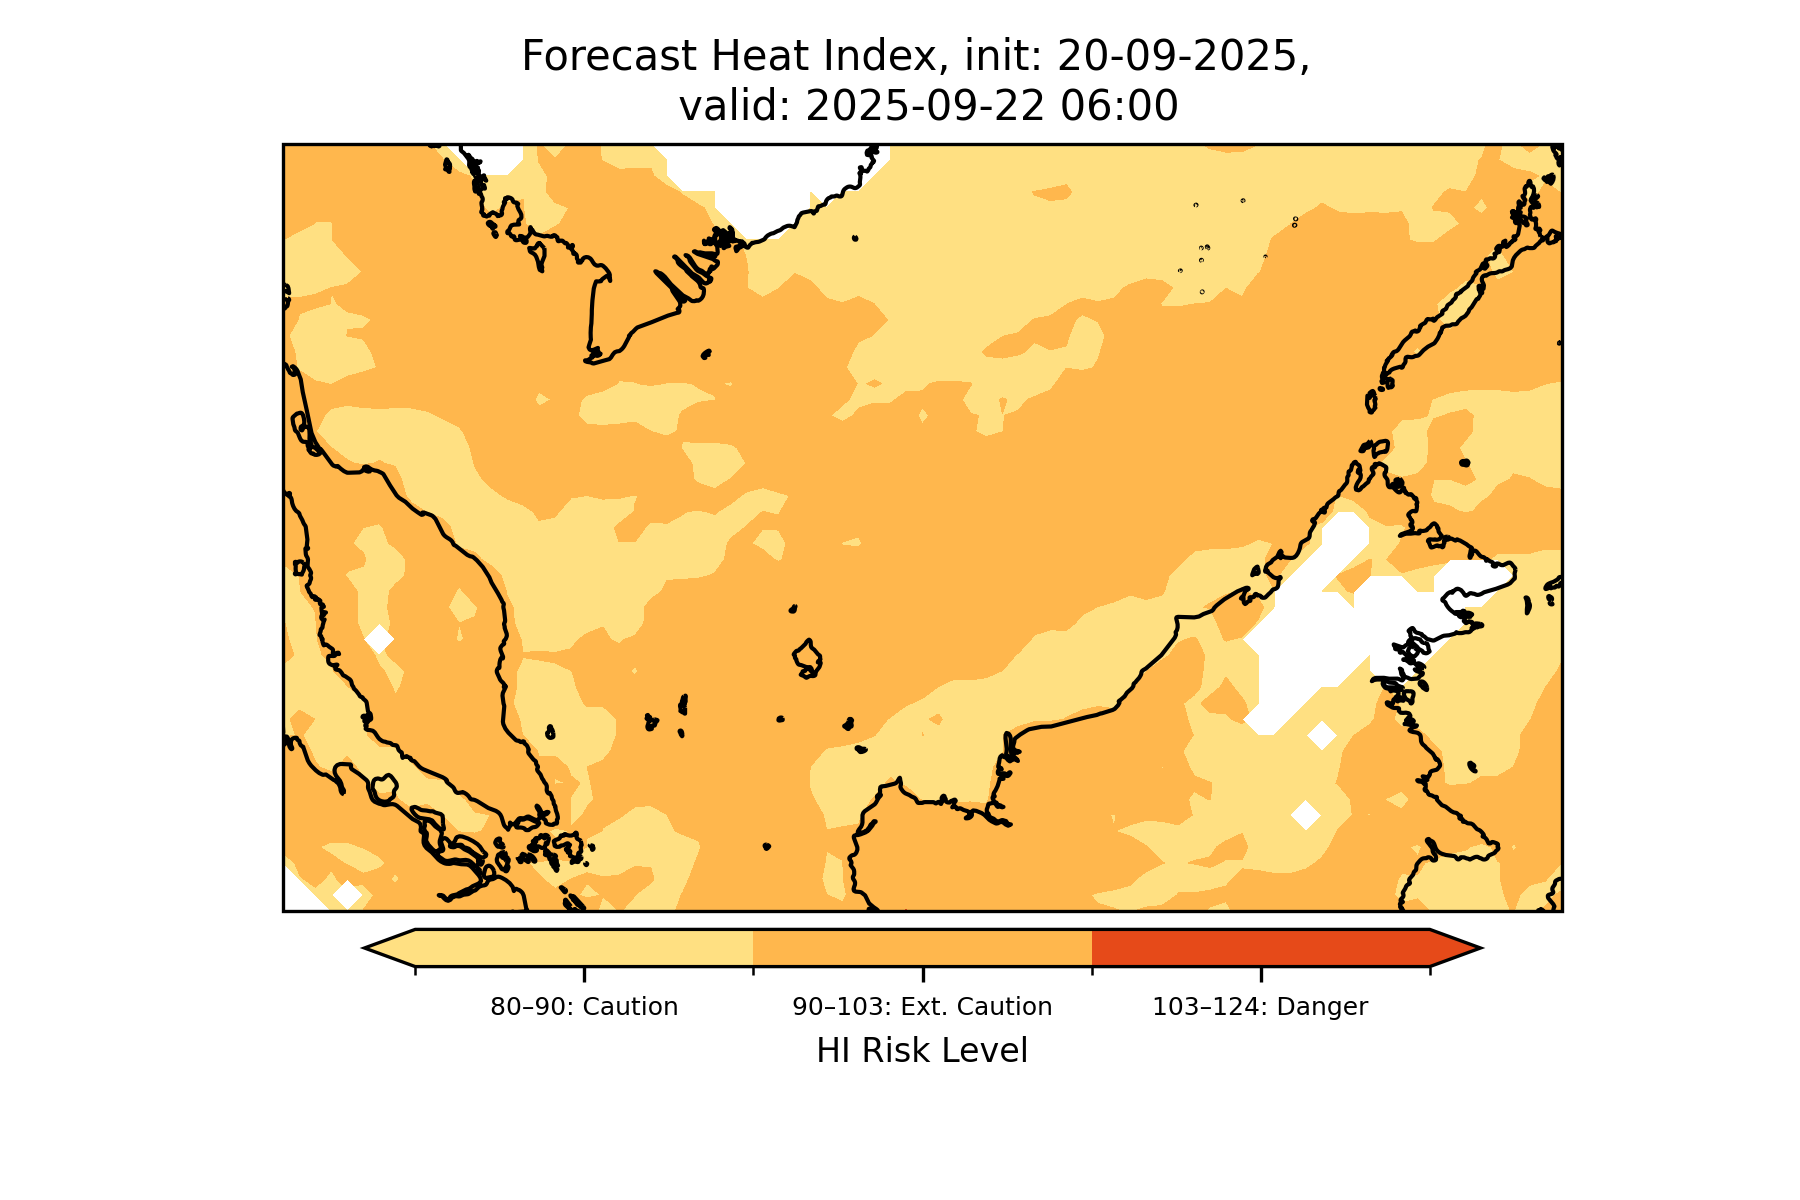 Forecast Heat Index, init: 20-09-2025,
valid: 2025-09-22 06:00
80–90: Caution
90–103: Ext. Caution
103–124: Danger
HI Risk Level